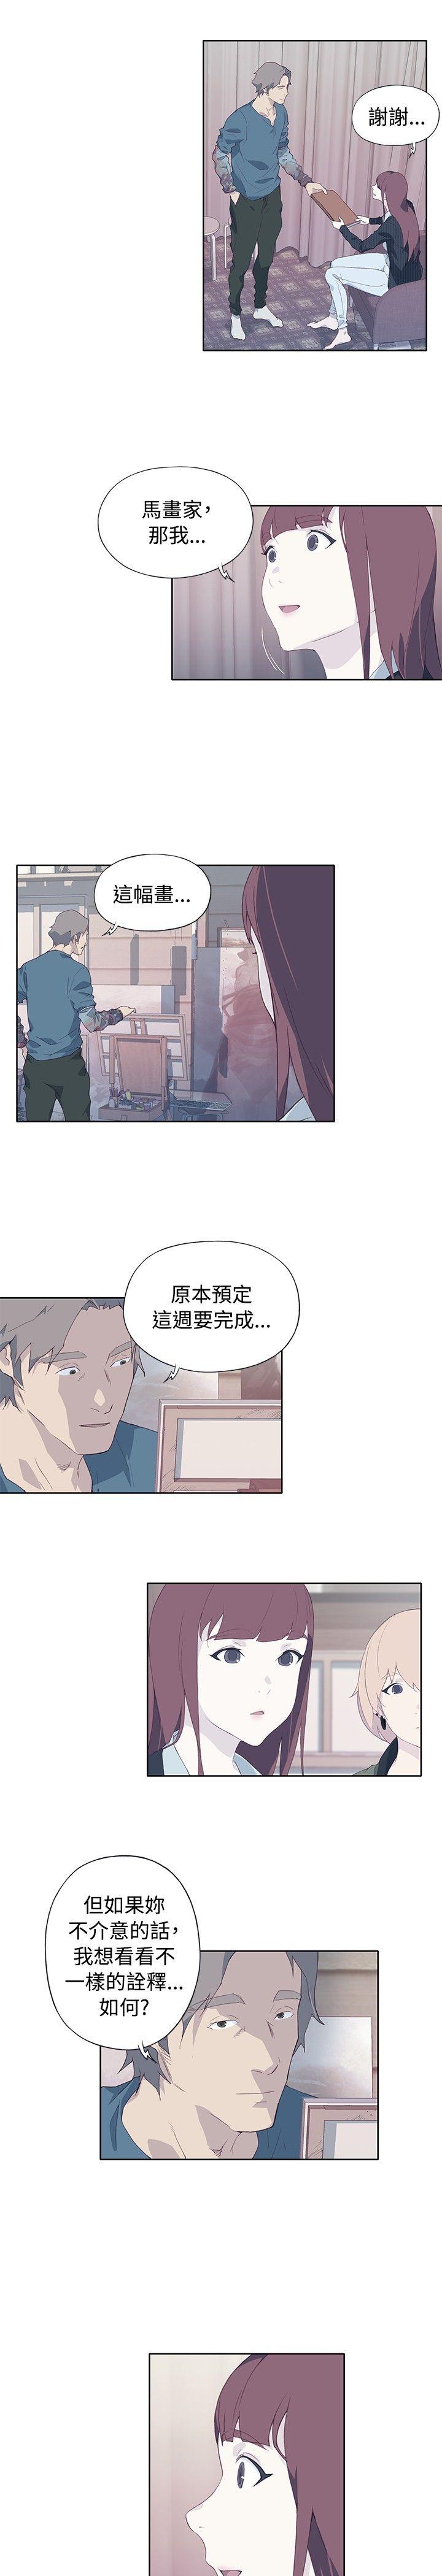 謝謝...
馬畫家,
那我...
這幅畫...
原本預定
這週要完成...
但如果妳
不介意的話,
我想看看不
一樣的詮釋...
如何?